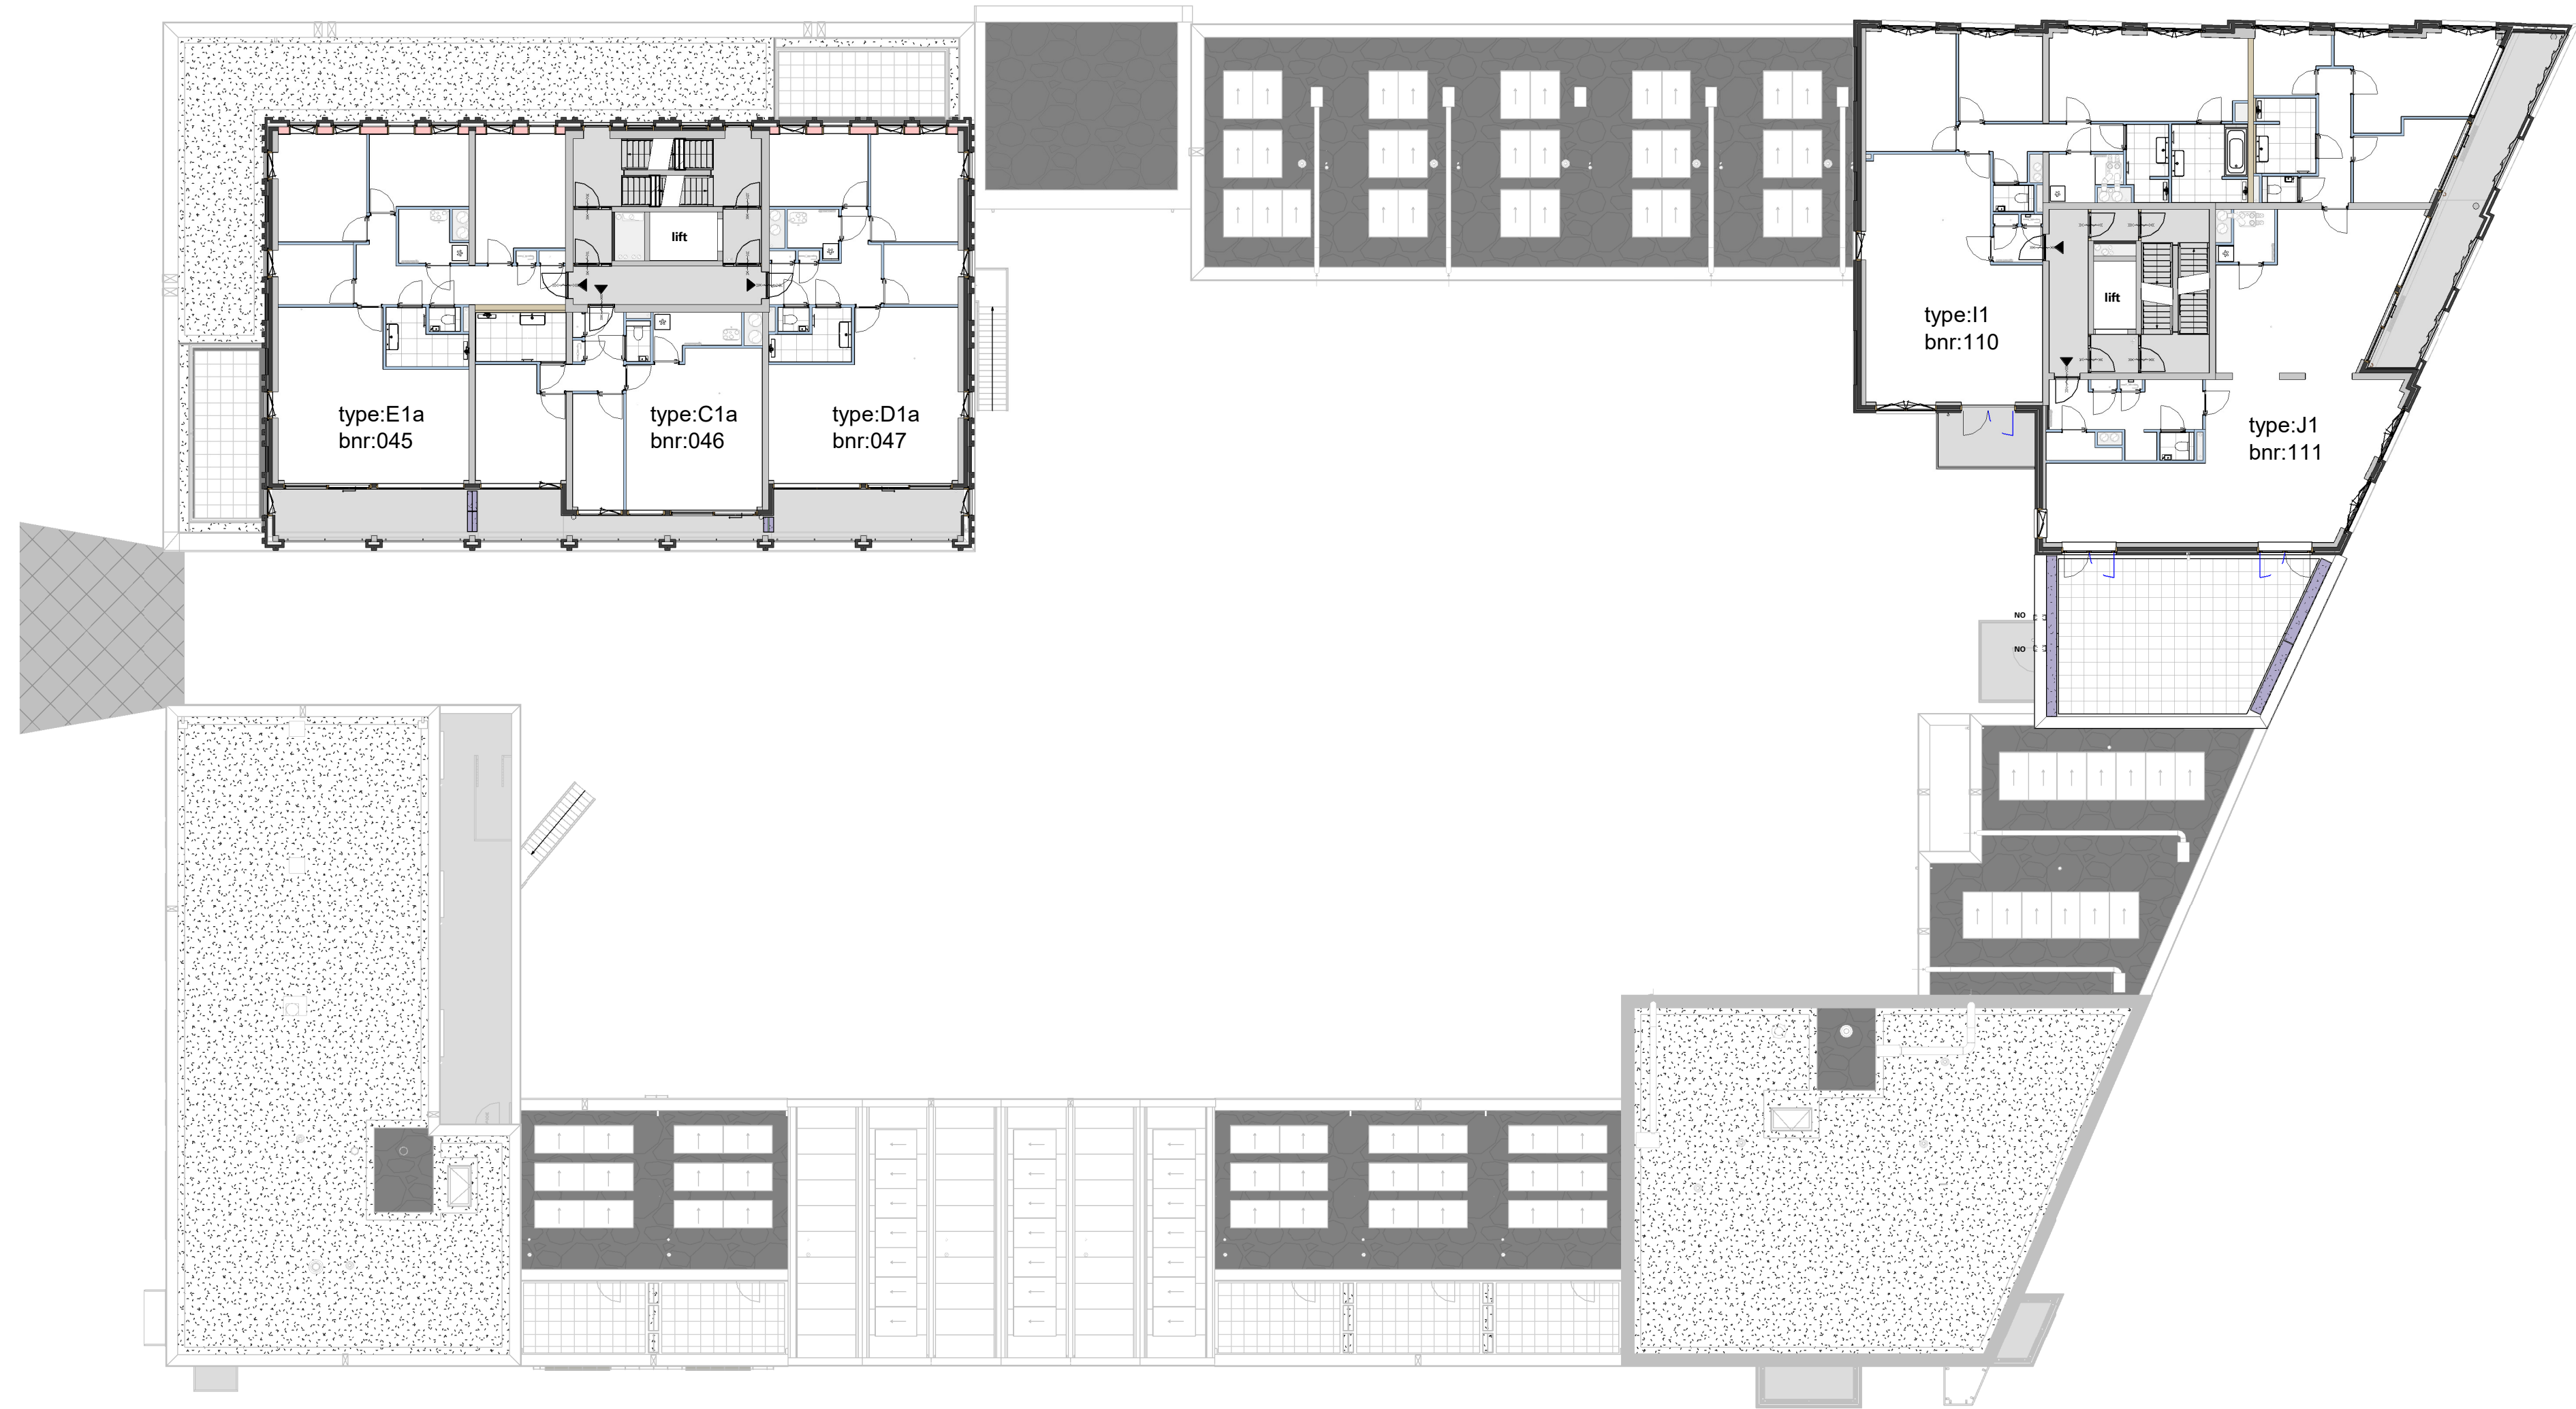 lift
type:E1a
bnr:045
type:C1a
bnr:046
type:D1a
bnr:047
lift
type:I1
bnr:110
type:J1
bnr:111
NO
NO